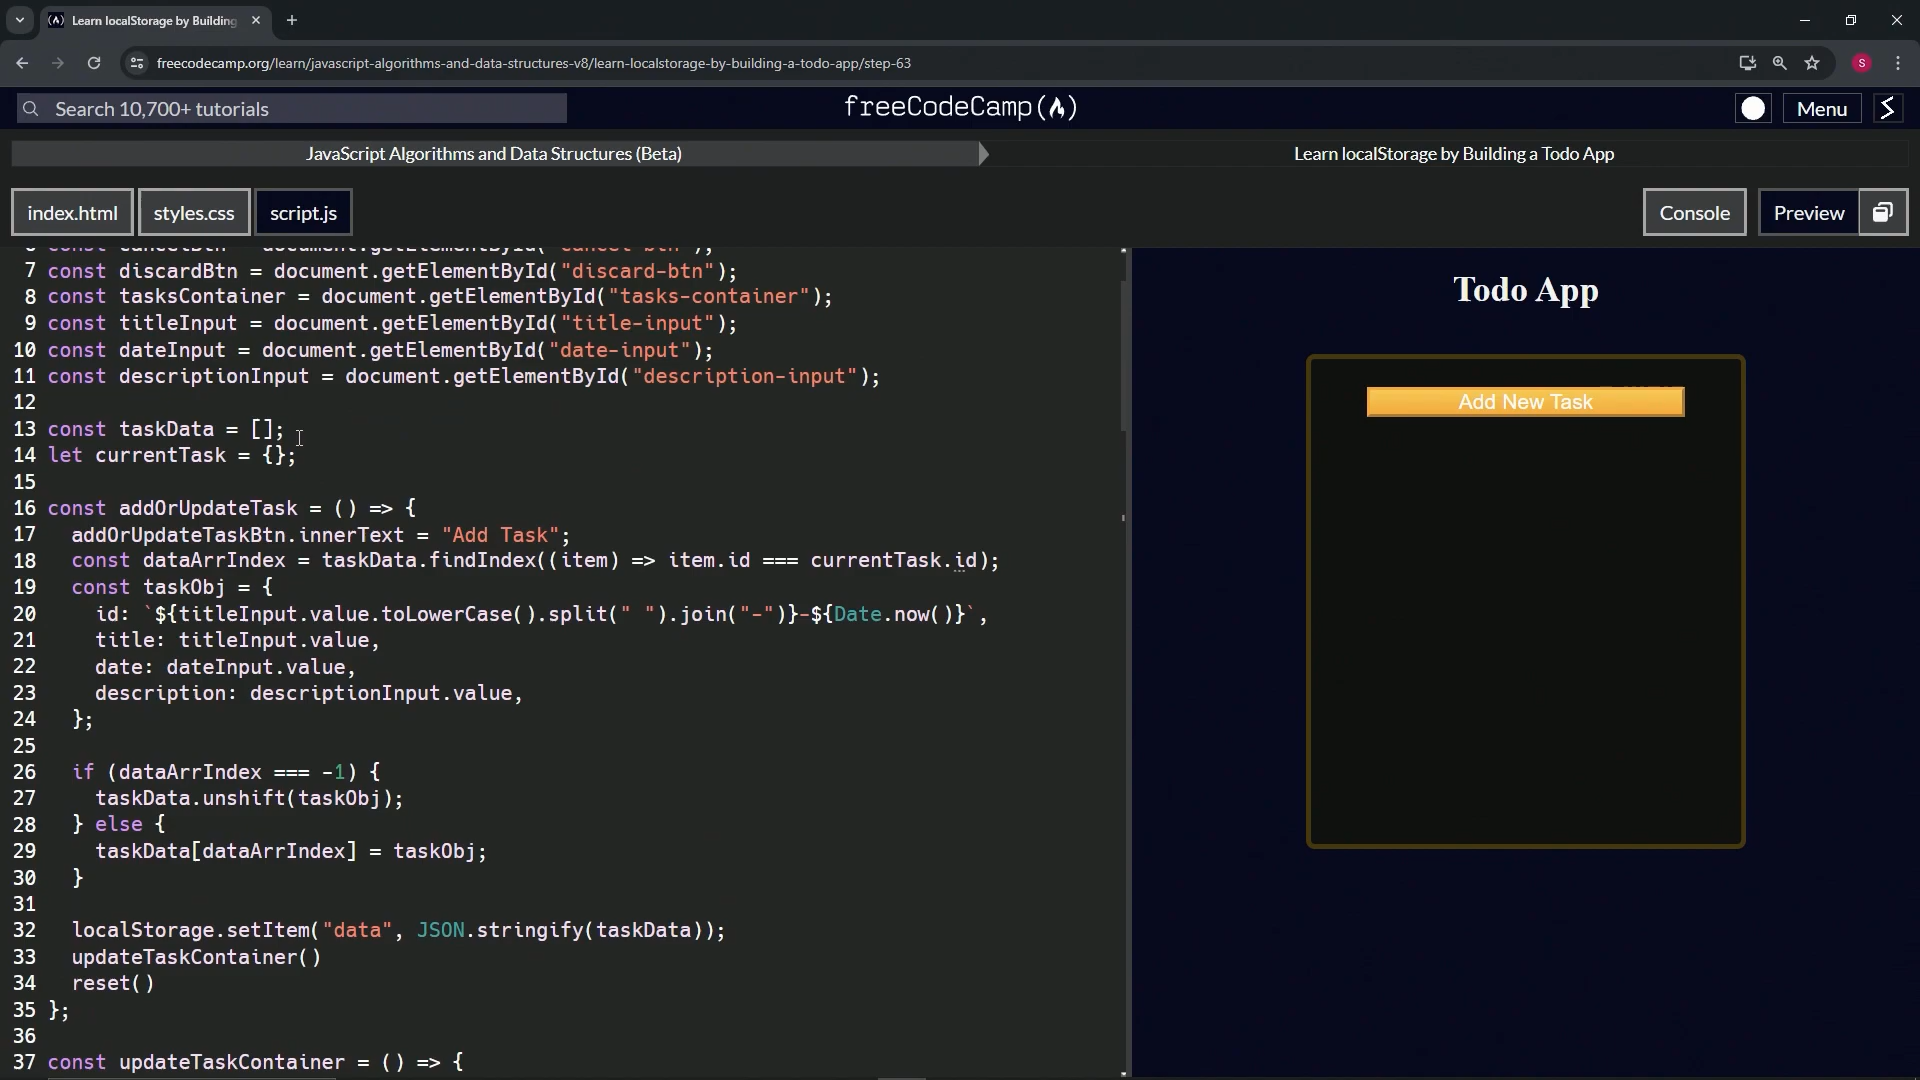 Learn localStorage by Building
freecodecamp.org/learn/javascript-algorithms-and-data-structures-v8/learn-localstorage-by-building-a-todo-app/step-63
S
Search 10,700+ tutorials
freeCodeCamp
Menu
JavaScript Algorithms and Data Structures (Beta)
Learn localStorage by Building a Todo App
index.html
styles.css
script.js
Console
Preview
6 const cancelBtn = document.getElementById("cancel-btn");
7 const discardBtn = document.getElementById("discard-btn");
8 const tasksContainer = document.getElementById("tasks-container");
9 const titleInput = document.getElementById("title-input");
10 const dateInput = document.getElementById("date-input");
11 const descriptionInput = document.getElementById("description-input");
12
13 const taskData = [];
14 let currentTask = {};
15
16 const addOrUpdateTask = () => {
17 addOrUpdateTaskBtn.innerText = "Add Task";
18 const dataArrIndex = taskData.findIndex((item) => item.id === currentTask.id);
19 const taskObj = {
20 id: `${titleInput.value.toLowerCase().split(" ").join("-")}-${Date.now()}`,
21 title: titleInput.value,
22 date: dateInput.value,
23 description: descriptionInput.value,
24 };
25
26 if (dataArrIndex === -1) {
27 taskData.unshift(taskObj);
28 } else {
29 taskData[dataArrIndex] = taskObj;
30 }
31
32 localStorage.setItem("data", JSON.stringify(taskData));
33 updateTaskContainer()
34 reset()
35 };
36
37 const updateTaskContainer = () => {
Todo App
Add New Task